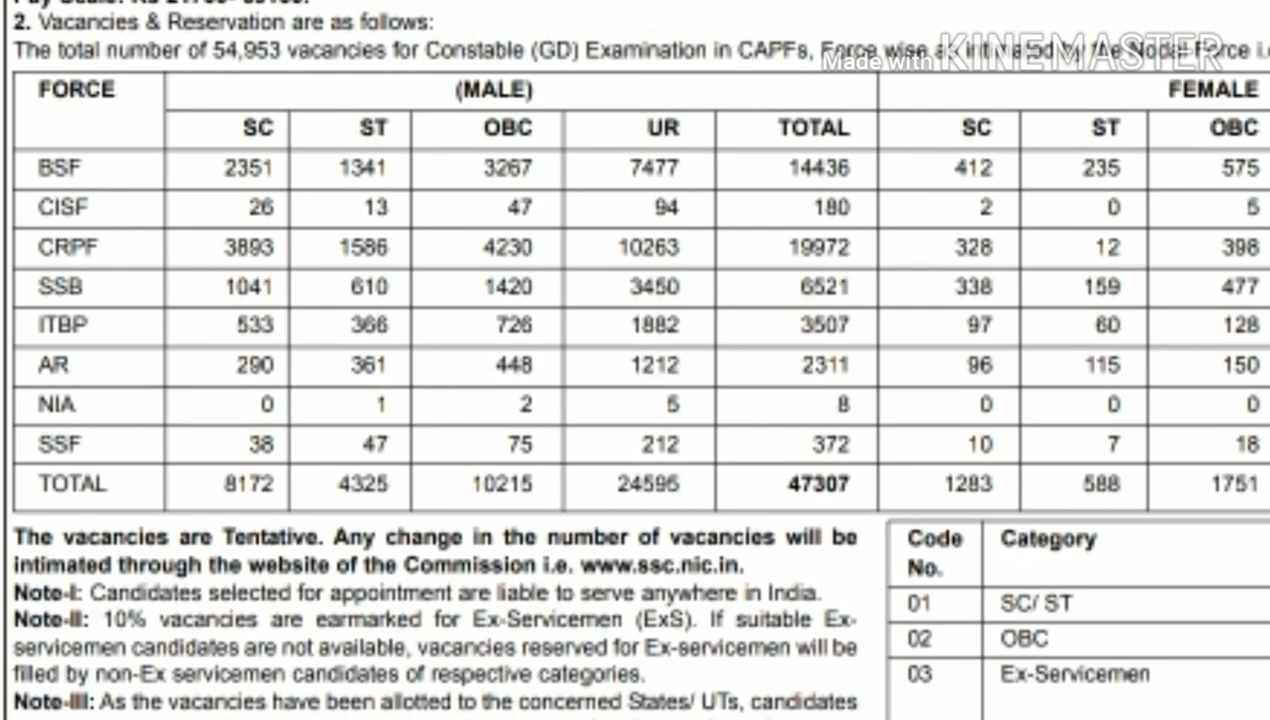 2. Vacancies & Reservation are as follows:
The total number of 54,953 vacancies for Constable (GD) Examination in CAPFs, Force wise as intimated by the Nodal Force i.e
Made with KINEMASTER
FORCE (MALE) FEMALE
SC ST OBC UR TOTAL SC ST OBC
BSF 2351 1341 3267 7477 14436 412 235 575
CISF 26 13 47 94 180 2 0 5
CRPF 3893 1586 4230 10263 19972 328 12 398
SSB 1041 610 1420 3450 6521 338 159 477
ITBP 533 366 726 1882 3507 97 60 128
AR 290 361 448 1212 2311 96 115 150
NIA 0 1 2 5 8 0 0 0
SSF 38 47 75 212 372 10 7 18
TOTAL 8172 4325 10215 24595 47307 1283 588 1751
The vacancies are Tentative. Any change in the number of vacancies will be
intimated through the website of the Commission i.e. www.ssc.nic.in.
Note-I: Candidates selected for appointment are liable to serve anywhere in India.
Note-II: 10% vacancies are earmarked for Ex-Servicemen (ExS). If suitable Ex-
servicemen candidates are not available, vacancies reserved for Ex-servicemen will be
filled by non-Ex servicemen candidates of respective categories.
Note-III: As the vacancies have been allotted to the concerned States/ UTs, candidates
Code No. Category
01 SC/ ST
02 OBC
03 Ex-Servicemen